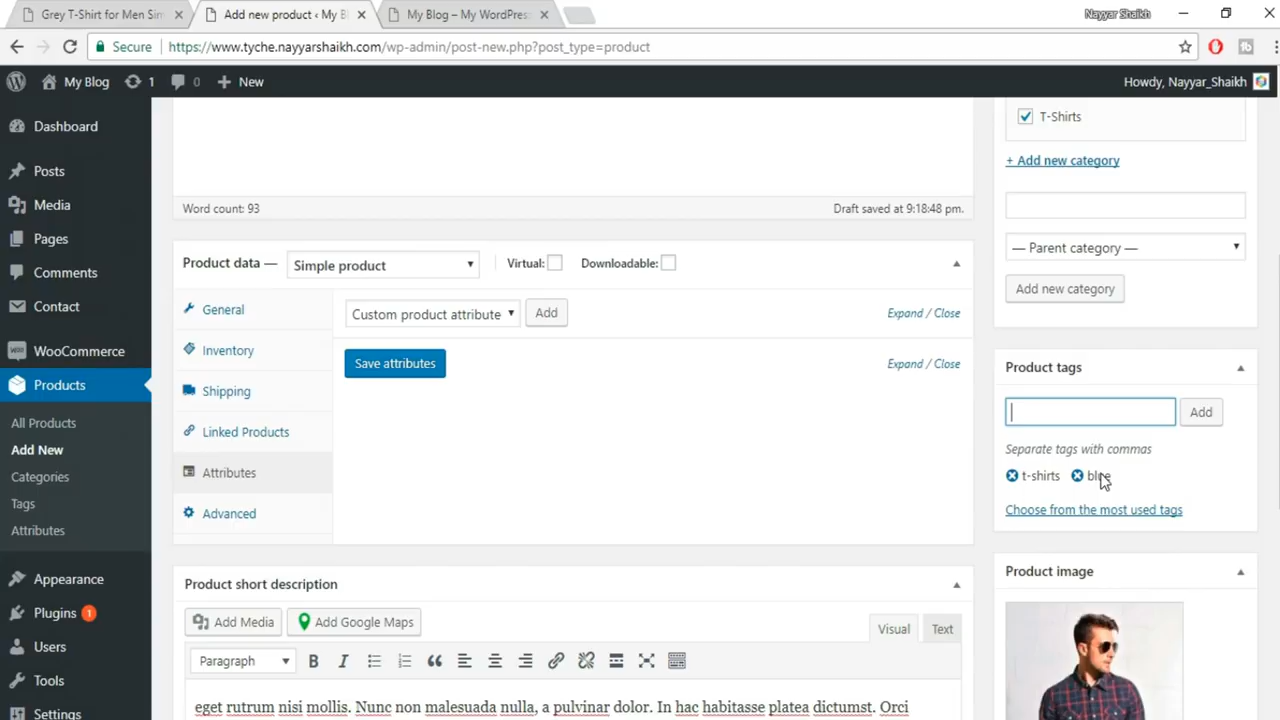 Grey T-Shirt for Men Sim
Add new product ‹ My B
My Blog – My WordPress
Nayyar Shaikh
Secure
https://www.tyche.nayyarshaikh.com/wp-admin/post-new.php?post_type=product
My Blog
1
0
New
Howdy, Nayyar_Shaikh
Dashboard
Posts
Media
Pages
Comments
Contact
WooCommerce
Products
All Products
Add New
Categories
Tags
Attributes
Appearance
Plugins 1
Users
Tools
Settings
Word count: 93
Draft saved at 9:18:48 pm.
Product data —
Simple product
Virtual:
Downloadable:
General
Inventory
Shipping
Linked Products
Attributes
Advanced
Custom product attribute
Add
Expand / Close
Save attributes
Expand / Close
Product short description
Add Media
Add Google Maps
Visual
Text
Paragraph
eget rutrum nisi mollis. Nunc non malesuada nulla, a pulvinar dolor. In hac habitasse platea dictumst. Orci
T-Shirts
+ Add new category
— Parent category —
Add new category
Product tags
Add
Separate tags with commas
t-shirts
blue
Choose from the most used tags
Product image